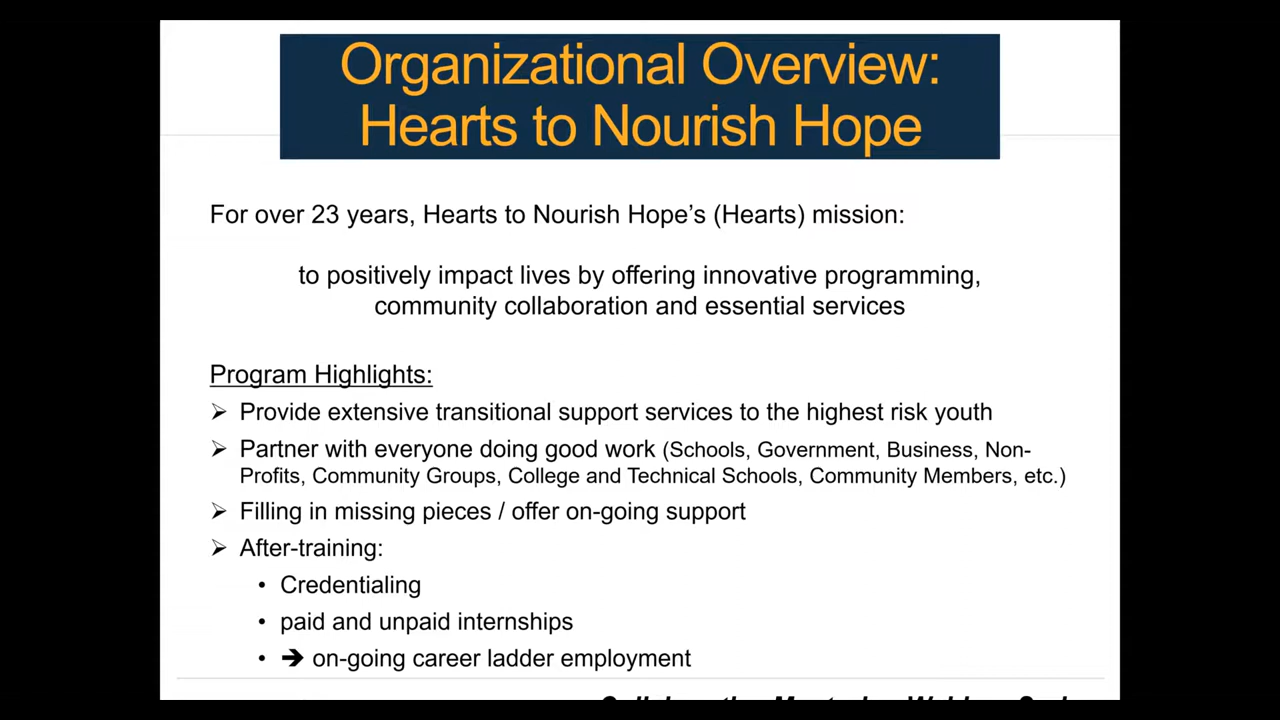 Organizational Overview:
Hearts to Nourish Hope
For over 23 years, Hearts to Nourish Hope’s (Hearts) mission:
to positively impact lives by offering innovative programming,
community collaboration and essential services
Program Highlights:
➢ Provide extensive transitional support services to the highest risk youth
➢ Partner with everyone doing good work (Schools, Government, Business, Non-
Profits, Community Groups, College and Technical Schools, Community Members, etc.)
➢ Filling in missing pieces / offer on-going support
➢ After-training:
• Credentialing
• paid and unpaid internships
• ➔ on-going career ladder employment